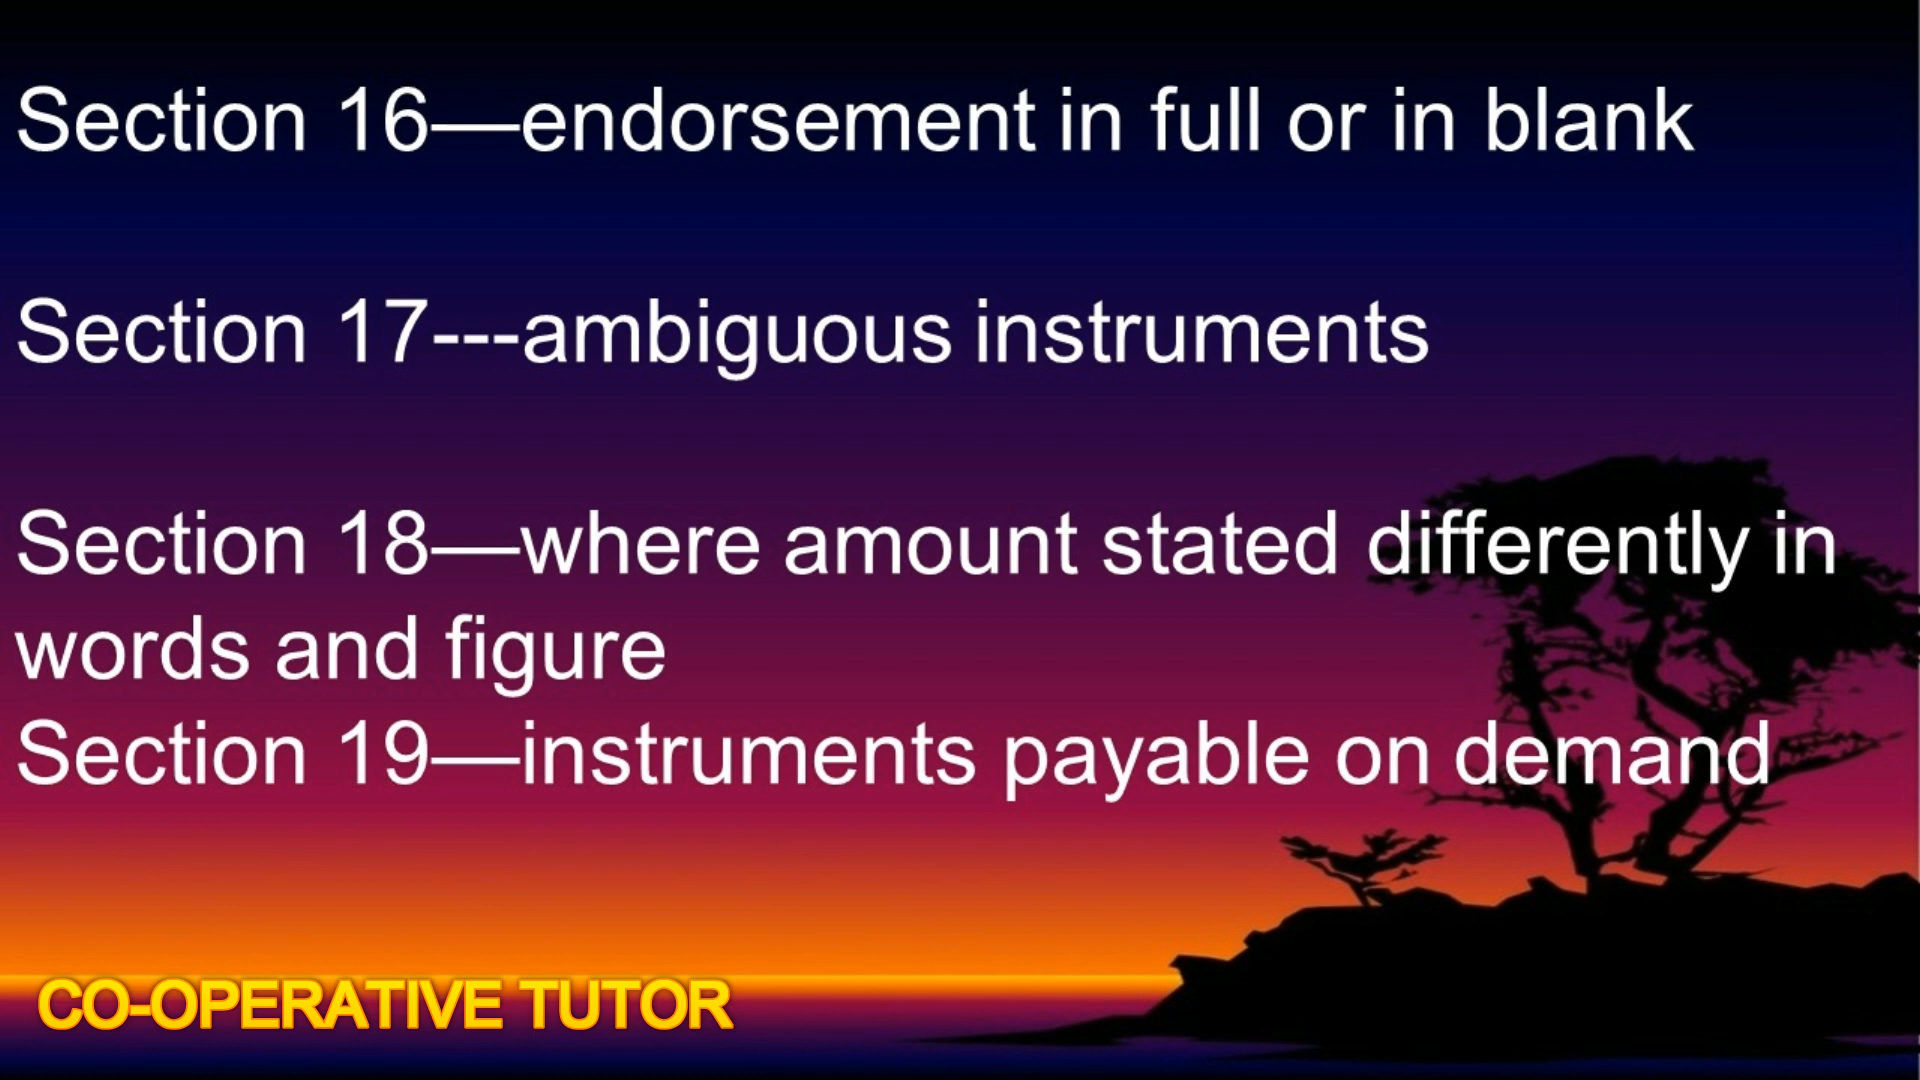 Section 16—endorsement in full or in blank
Section 17---ambiguous instruments
Section 18—where amount stated differently in
words and figure
Section 19—instruments payable on demand
CO-OPERATIVE TUTOR